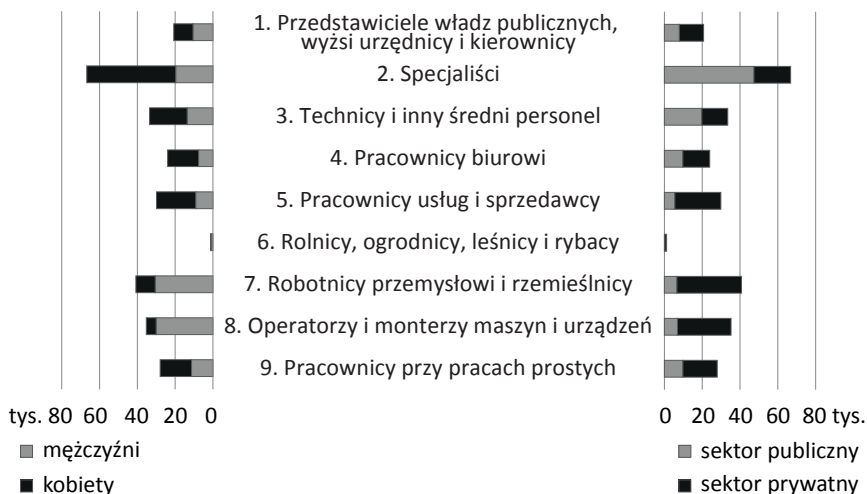 1. Przedstawiciele władz publicznych,
wyżsi urzędnicy i kierownicy
2. Specjaliści
3. Technicy i inny średni personel
4. Pracownicy biurowi
5. Pracownicy usług i sprzedawcy
6. Rolnicy, ogrodnicy, leśnicy i rybacy
7. Robotnicy przemysłowi i rzemieślnicy
8. Operatorzy i monterzy maszyn i urządzeń
9. Pracownicy przy pracach prostych
tys. 80 60 40 20 0
0 20 40 60 80 tys.
mężczyźni
kobiety
sektor publiczny
sektor prywatny